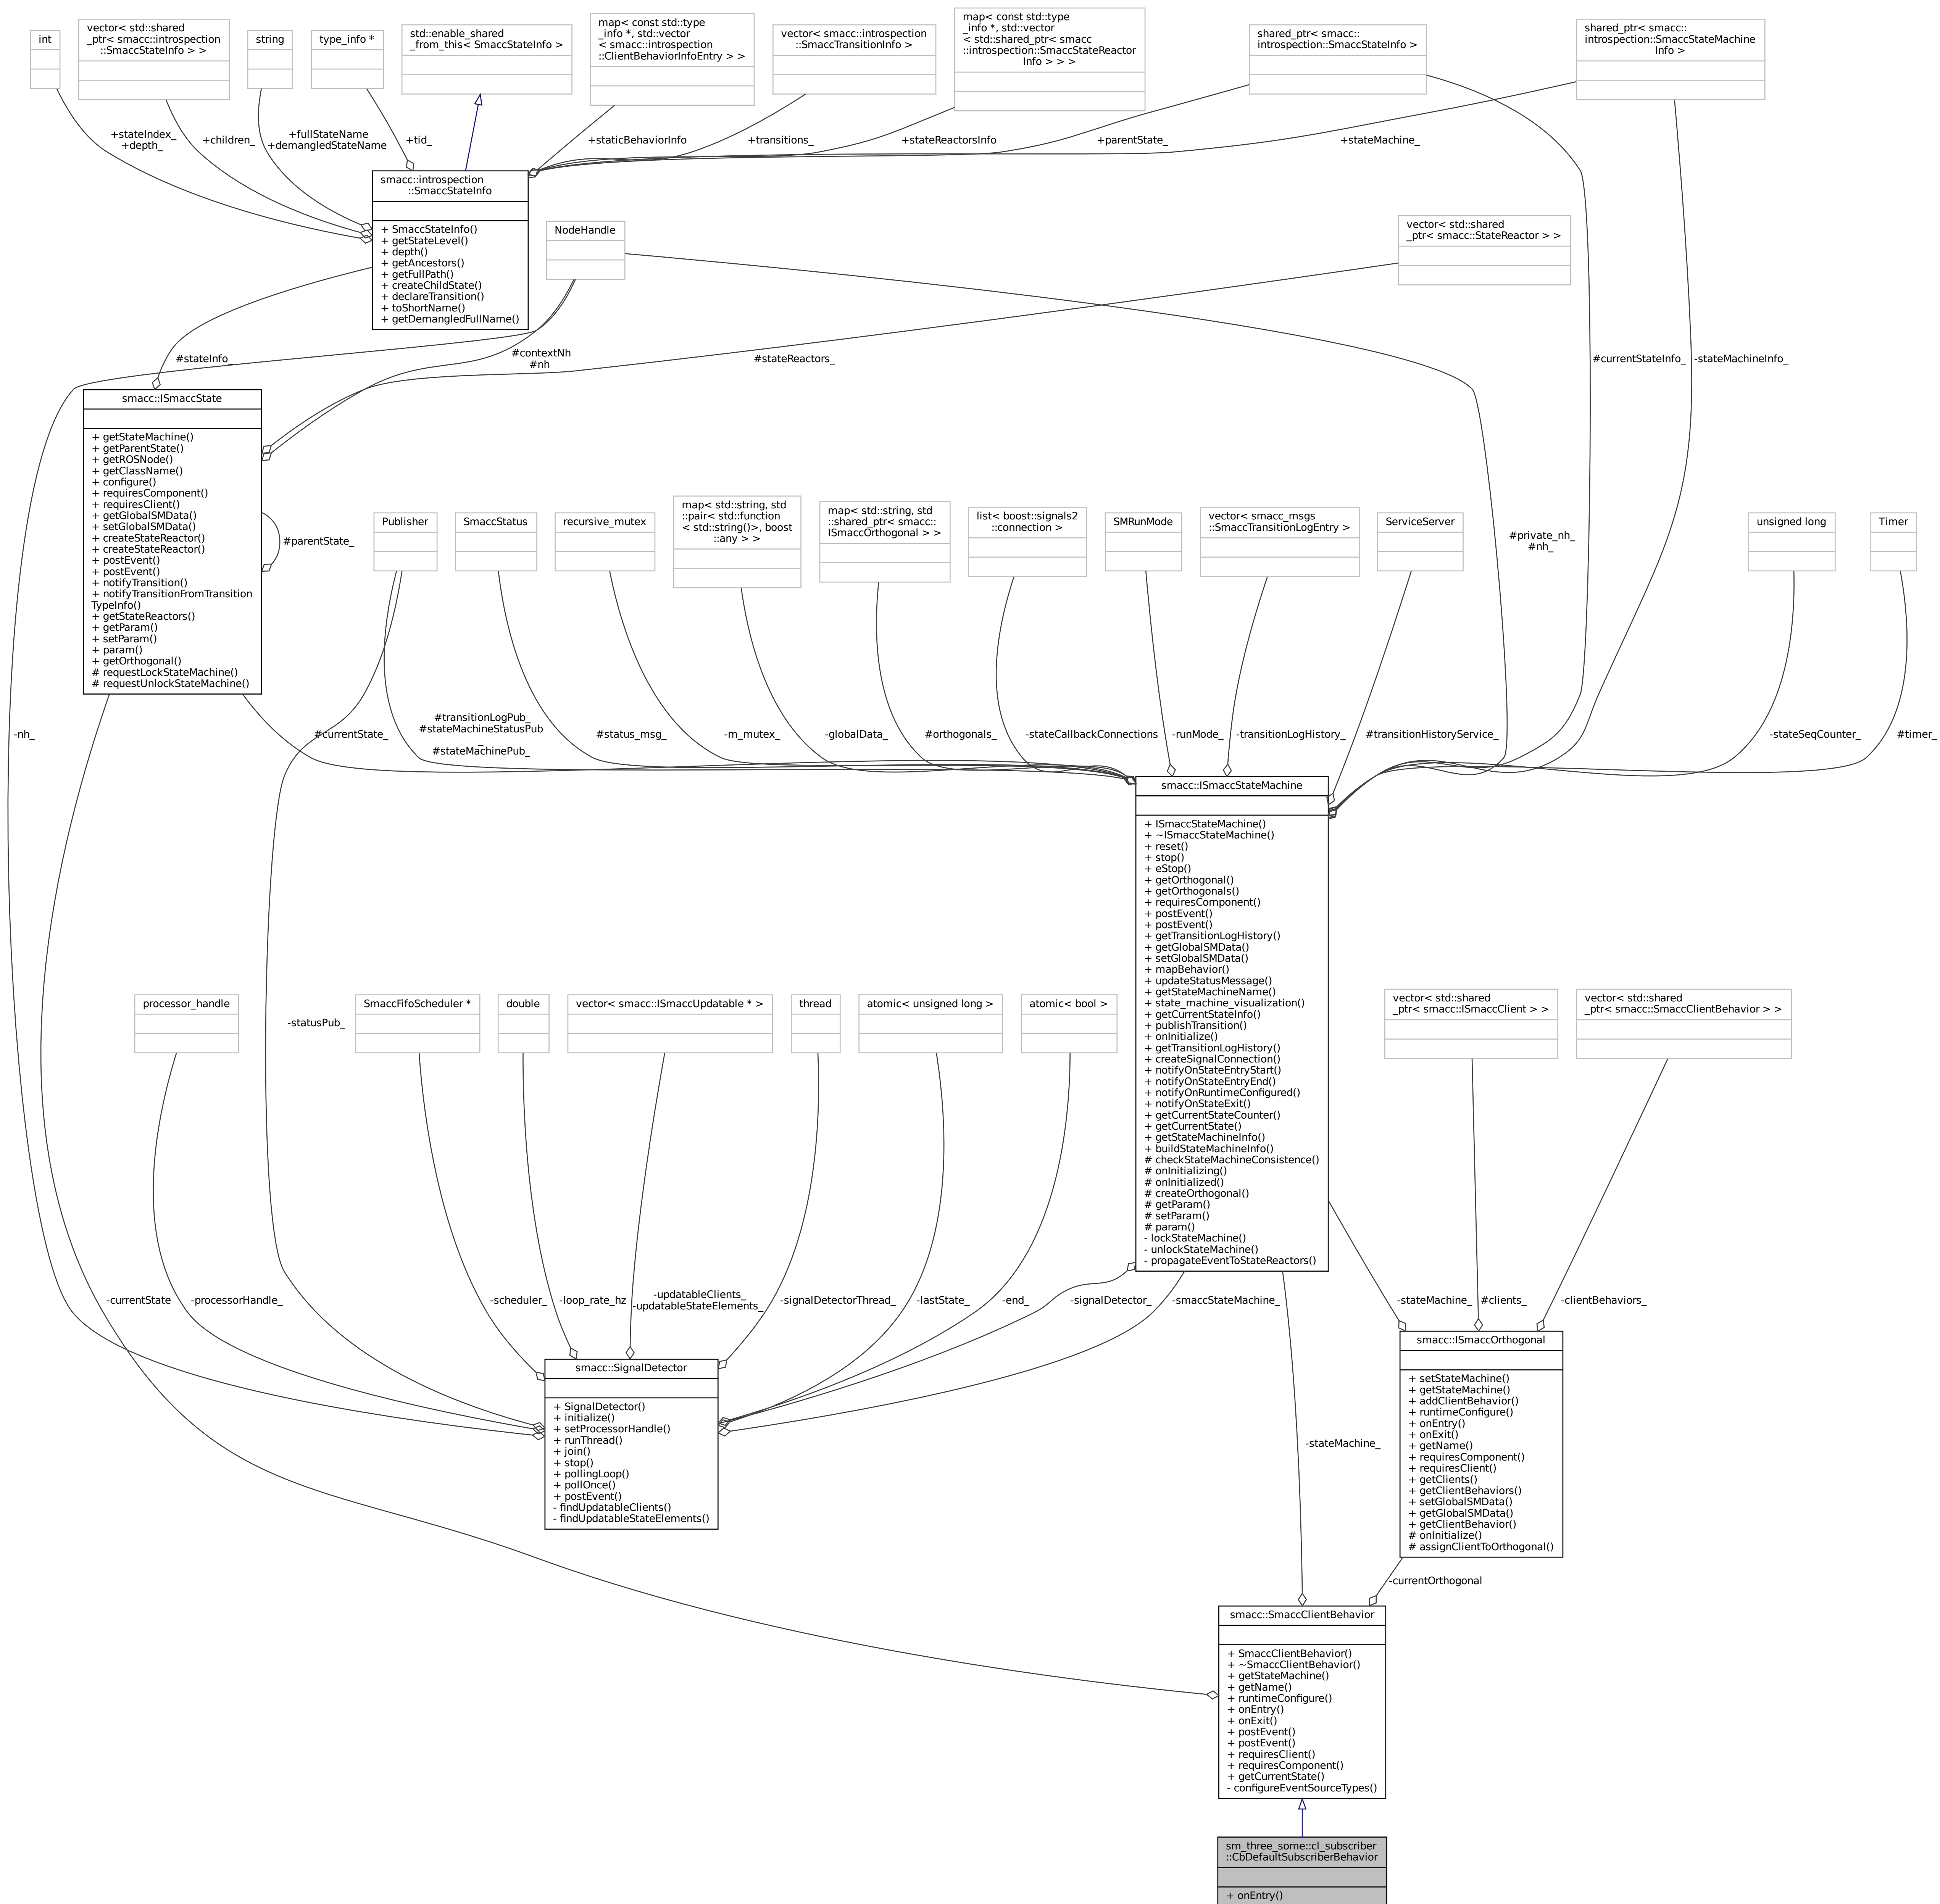 int
vector< std::shared
_ptr< smacc::introspection
::SmaccStateInfo > >
string
type_info *
std::enable_shared
_from_this< SmaccStateInfo >
map< const std::type
_info *, std::vector
< smacc::introspection
::ClientBehaviorInfoEntry > >
vector< smacc::introspection
::SmaccTransitionInfo >
map< const std::type
_info *, std::vector
< std::shared_ptr< smacc
::introspection::SmaccStateReactor
Info > > >
shared_ptr< smacc::
introspection::SmaccStateInfo >
shared_ptr< smacc::
introspection::SmaccStateMachine
Info >
+stateIndex_
+depth_
+children_
+fullStateName
+demangledStateName
+tid_
+staticBehaviorInfo
+transitions_
+stateReactorsInfo
+parentState_
+stateMachine_
smacc::introspection
::SmaccStateInfo
+ SmaccStateInfo()
+ getStateLevel()
+ depth()
+ getAncestors()
+ getFullPath()
+ createChildState()
+ declareTransition()
+ toShortName()
+ getDemangledFullName()
NodeHandle
vector< std::shared
_ptr< smacc::StateReactor > >
#stateInfo_
#contextNh
#nh
#stateReactors_
#currentStateInfo_
-stateMachineInfo_
smacc::ISmaccState
+ getStateMachine()
+ getParentState()
+ getROSNode()
+ getClassName()
+ configure()
+ requiresComponent()
+ requiresClient()
+ getGlobalSMData()
+ setGlobalSMData()
+ createStateReactor()
+ createStateReactor()
+ postEvent()
+ postEvent()
+ notifyTransition()
+ notifyTransitionFromTransition
TypeInfo()
+ getStateReactors()
+ getParam()
+ setParam()
+ param()
+ getOrthogonal()
# requestLockStateMachine()
# requestUnlockStateMachine()
#parentState_
Publisher
SmaccStatus
recursive_mutex
map< std::string, std
::pair< std::function
< std::string()>, boost
::any > >
map< std::string, std
::shared_ptr< smacc::
ISmaccOrthogonal > >
list< boost::signals2
::connection >
SMRunMode
vector< smacc_msgs
::SmaccTransitionLogEntry >
ServiceServer
#private_nh_
#nh_
unsigned long
Timer
-nh_
#currentState_
#transitionLogPub_
#stateMachineStatusPub
_
#stateMachinePub_
#status_msg_
-m_mutex_
-globalData_
#orthogonals_
-stateCallbackConnections
-runMode_
-transitionLogHistory_
#transitionHistoryService_
-stateSeqCounter_
#timer_
smacc::ISmaccStateMachine
+ ISmaccStateMachine()
+ ~ISmaccStateMachine()
+ reset()
+ stop()
+ eStop()
+ getOrthogonal()
+ getOrthogonals()
+ requiresComponent()
+ postEvent()
+ postEvent()
+ getTransitionLogHistory()
+ getGlobalSMData()
+ setGlobalSMData()
+ mapBehavior()
+ updateStatusMessage()
+ getStateMachineName()
+ state_machine_visualization()
+ getCurrentStateInfo()
+ publishTransition()
+ onInitialize()
+ getTransitionLogHistory()
+ createSignalConnection()
+ notifyOnStateEntryStart()
+ notifyOnStateEntryEnd()
+ notifyOnRuntimeConfigured()
+ notifyOnStateExit()
+ getCurrentStateCounter()
+ getCurrentState()
+ getStateMachineInfo()
+ buildStateMachineInfo()
# checkStateMachineConsistence()
# onInitializing()
# onInitialized()
# createOrthogonal()
# getParam()
# setParam()
# param()
- lockStateMachine()
- unlockStateMachine()
- propagateEventToStateReactors()
processor_handle
-statusPub_
SmaccFifoScheduler *
double
vector< smacc::ISmaccUpdatable * >
thread
atomic< unsigned long >
atomic< bool >
vector< std::shared
_ptr< smacc::ISmaccClient > >
vector< std::shared
_ptr< smacc::SmaccClientBehavior > >
-currentState
-processorHandle_
-scheduler_
-loop_rate_hz
-updatableClients_
-updatableStateElements_
-signalDetectorThread_
-lastState_
-end_
-signalDetector_
-smaccStateMachine_
-stateMachine_
#clients_
-clientBehaviors_
smacc::SignalDetector
+ SignalDetector()
+ initialize()
+ setProcessorHandle()
+ runThread()
+ join()
+ stop()
+ pollingLoop()
+ pollOnce()
+ postEvent()
- findUpdatableClients()
- findUpdatableStateElements()
smacc::ISmaccOrthogonal
+ setStateMachine()
+ getStateMachine()
+ addClientBehavior()
+ runtimeConfigure()
+ onEntry()
+ onExit()
+ getName()
+ requiresComponent()
+ requiresClient()
+ getClients()
+ getClientBehaviors()
+ setGlobalSMData()
+ getGlobalSMData()
+ getClientBehavior()
# onInitialize()
# assignClientToOrthogonal()
-stateMachine_
-currentOrthogonal
smacc::SmaccClientBehavior
+ SmaccClientBehavior()
+ ~SmaccClientBehavior()
+ getStateMachine()
+ getName()
+ runtimeConfigure()
+ onEntry()
+ onExit()
+ postEvent()
+ postEvent()
+ requiresClient()
+ requiresComponent()
+ getCurrentState()
- configureEventSourceTypes()
sm_three_some::cl_subscriber
::CbDefaultSubscriberBehavior
+ onEntry()